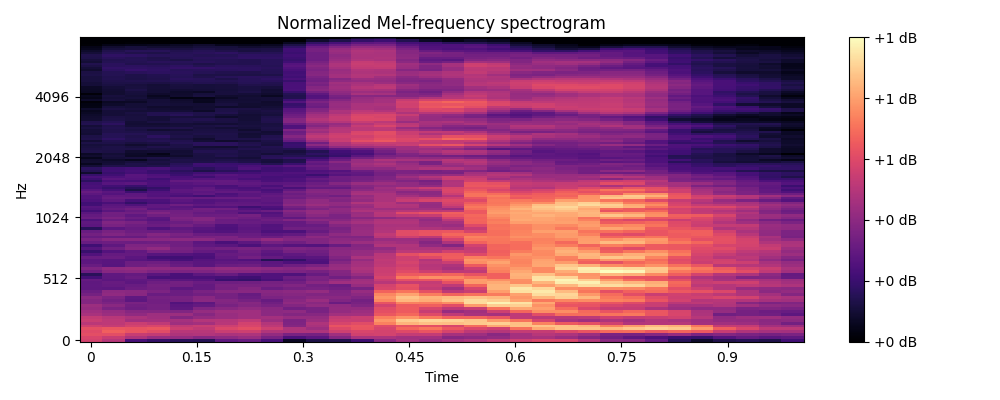 Normalized Mel-frequency spectrogram
Hz
4096
2048
1024
512
0
0 0.15 0.3 0.45 0.6 0.75 0.9
Time
+1 dB
+1 dB
+1 dB
+0 dB
+0 dB
+0 dB